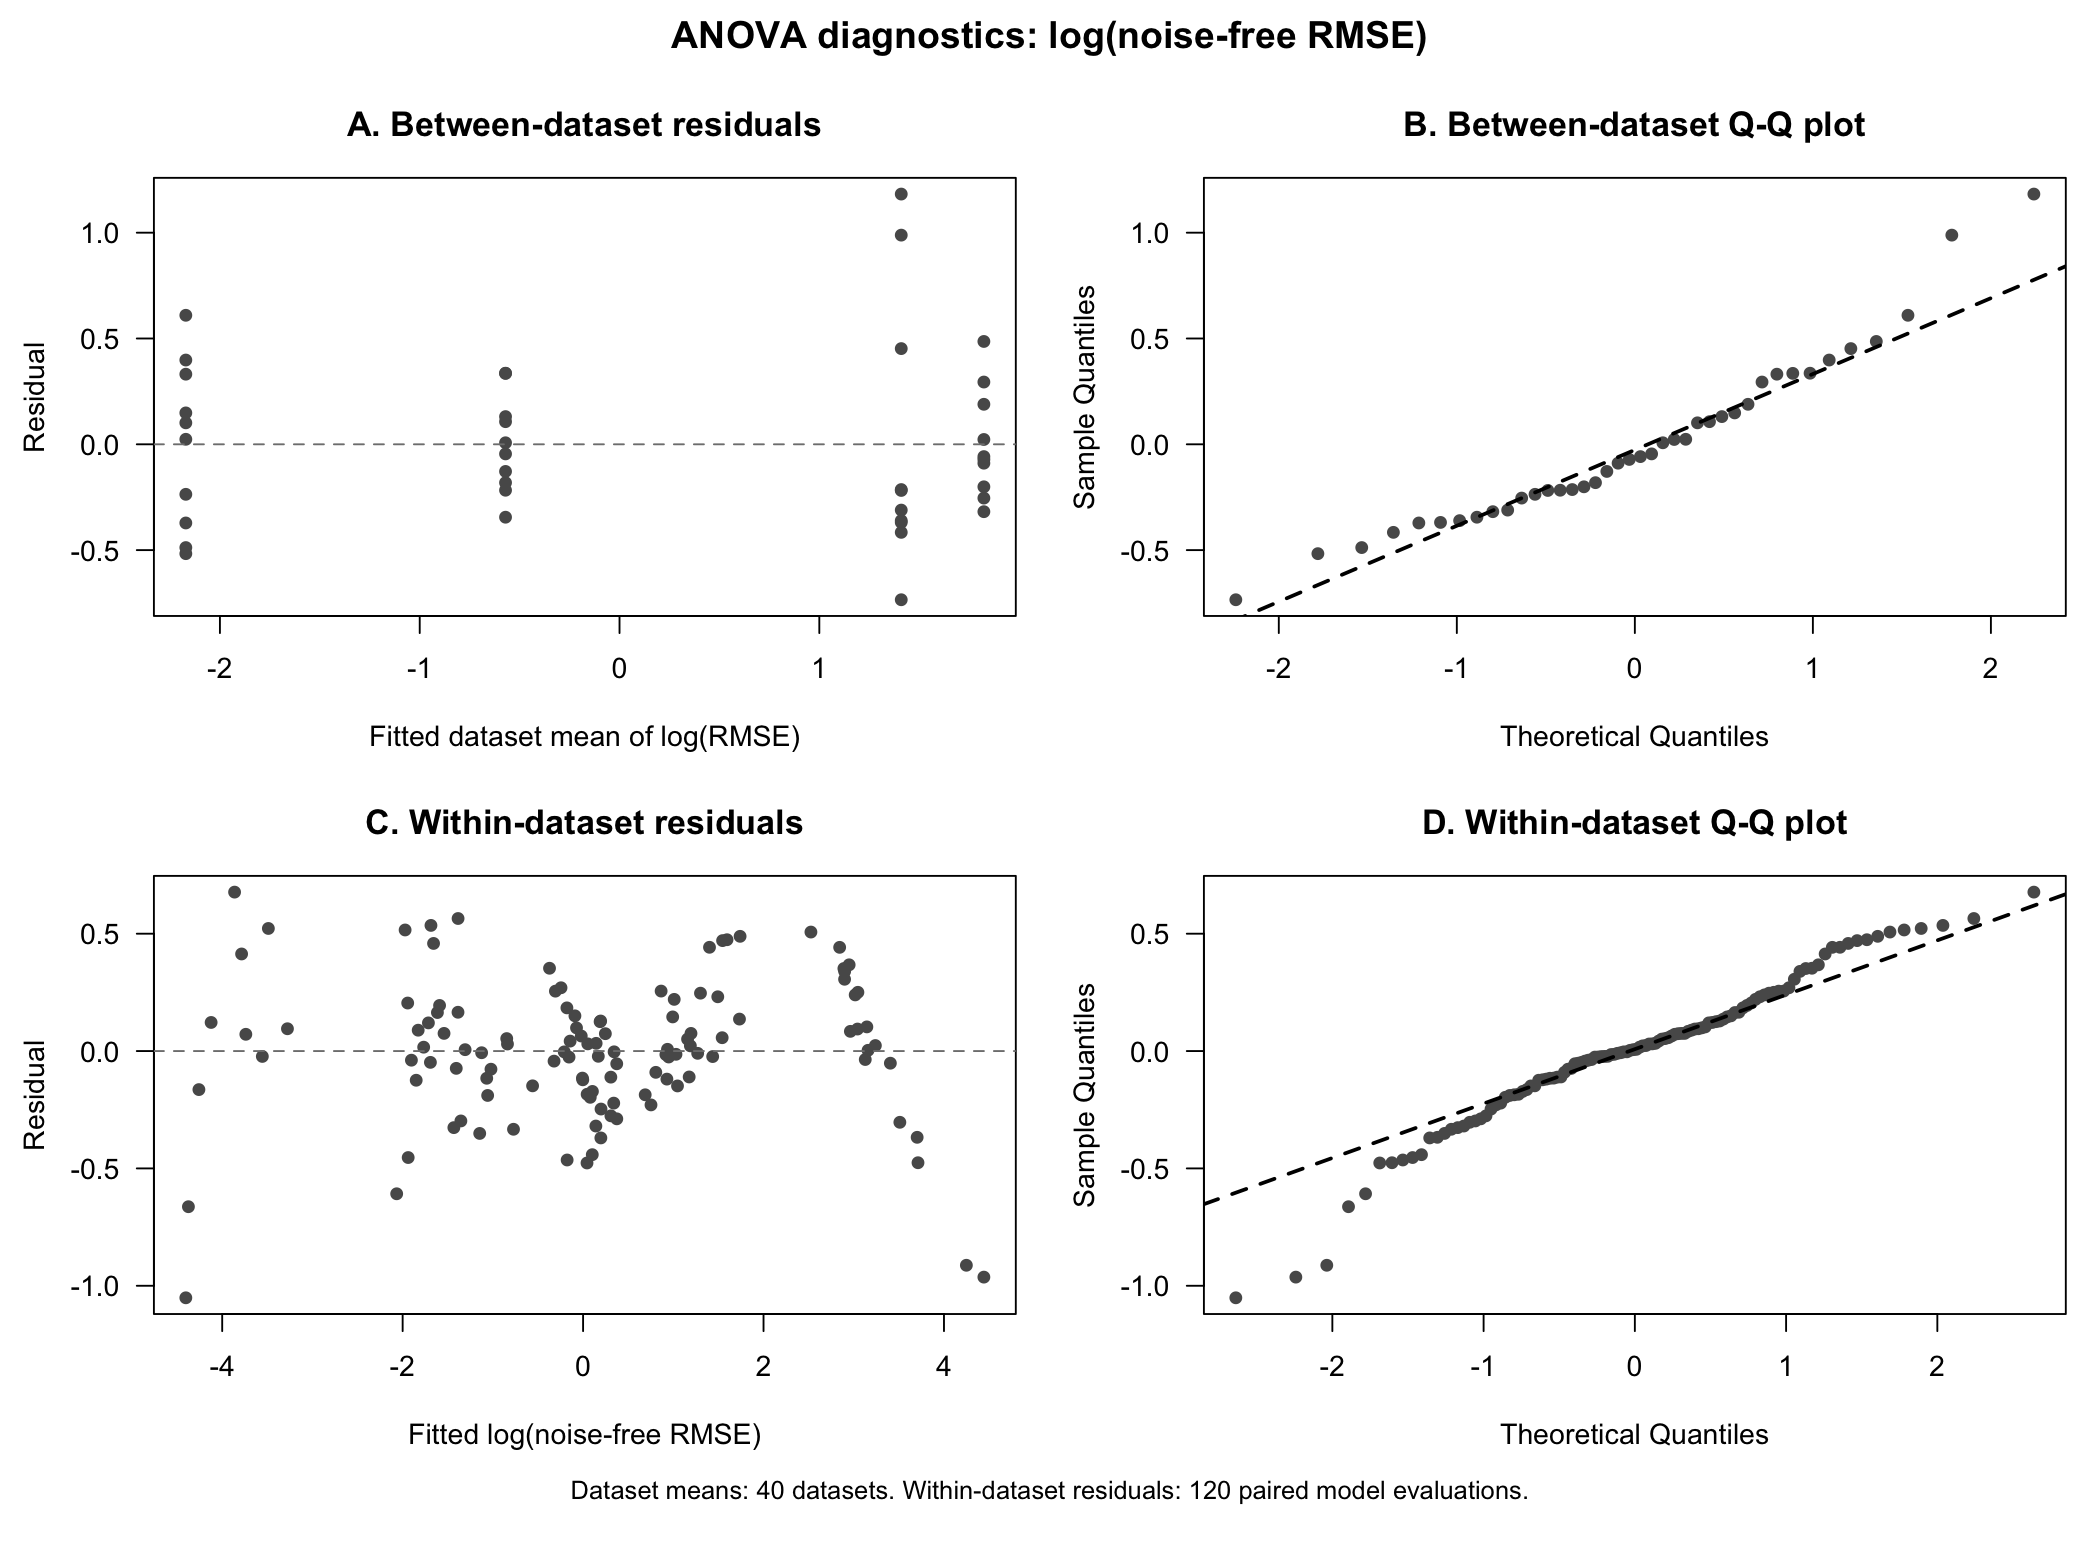 ANOVA diagnostics: log(noise-free RMSE)
A. Between-dataset residuals
Residual
1.0
0.5
0.0
-0.5
-2
-1
0
1
Fitted dataset mean of log(RMSE)
B. Between-dataset Q-Q plot
Sample Quantiles
1.0
0.5
0.0
-0.5
-2
-1
0
1
2
Theoretical Quantiles
C. Within-dataset residuals
Residual
0.5
0.0
-0.5
-1.0
-4
-2
0
2
4
Fitted log(noise-free RMSE)
D. Within-dataset Q-Q plot
Sample Quantiles
0.5
0.0
-0.5
-1.0
-2
-1
0
1
2
Theoretical Quantiles
Dataset means: 40 datasets. Within-dataset residuals: 120 paired model evaluations.